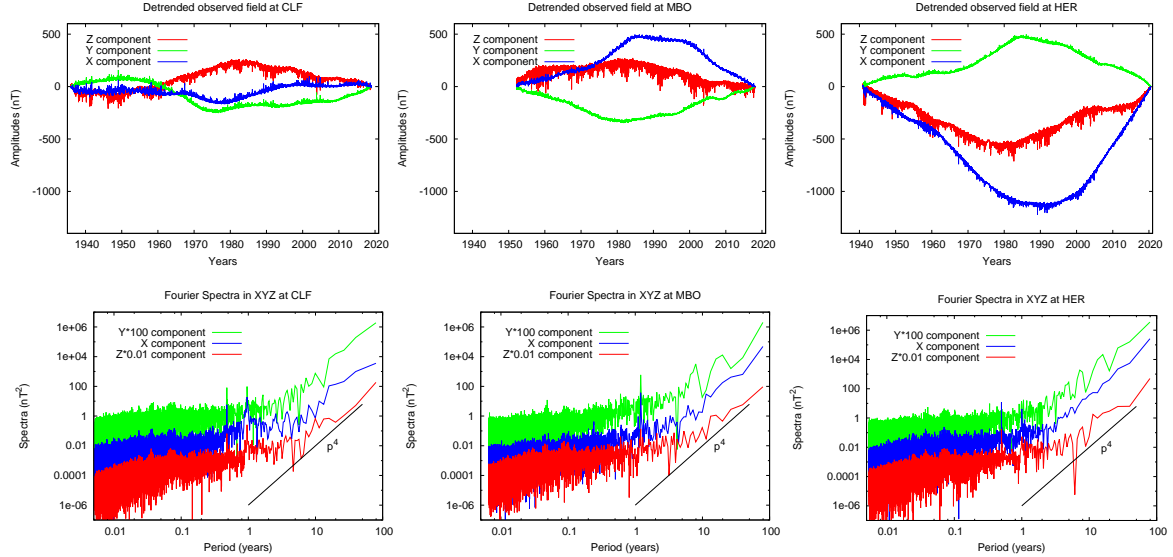 Detrended observed field at CLF
Z component
Y component
X component
500
0
-500
-1000
Amplitudes (nT)
1940 1950 1960 1970 1980 1990 2000 2010 2020
Years
Detrended observed field at MBO
Z component
Y component
X component
500
0
-500
-1000
Amplitudes (nT)
1940 1950 1960 1970 1980 1990 2000 2010 2020
Years
Detrended observed field at HER
Z component
Y component
X component
500
0
-500
-1000
Amplitudes (nT)
1940 1950 1960 1970 1980 1990 2000 2010 2020
Years
Fourier Spectra in XYZ at CLF
Y*100 component
X component
Z*0.01 component
1e+06
1e+04
100
1
0.01
0.0001
1e-06
Spectra (nT²)
p⁴
0.01 0.1 1 10 100
Period (years)
Fourier Spectra in XYZ at MBO
Y*100 component
X component
Z*0.01 component
1e+06
1e+04
100
1
0.01
0.0001
1e-06
Spectra (nT²)
p⁴
0.01 0.1 1 10 100
Period (years)
Fourier Spectra in XYZ at HER
Y*100 component
X component
Z*0.01 component
1e+06
1e+04
100
1
0.01
0.0001
1e-06
Spectra (nT²)
p⁴
0.01 0.1 1 10 100
Period (years)